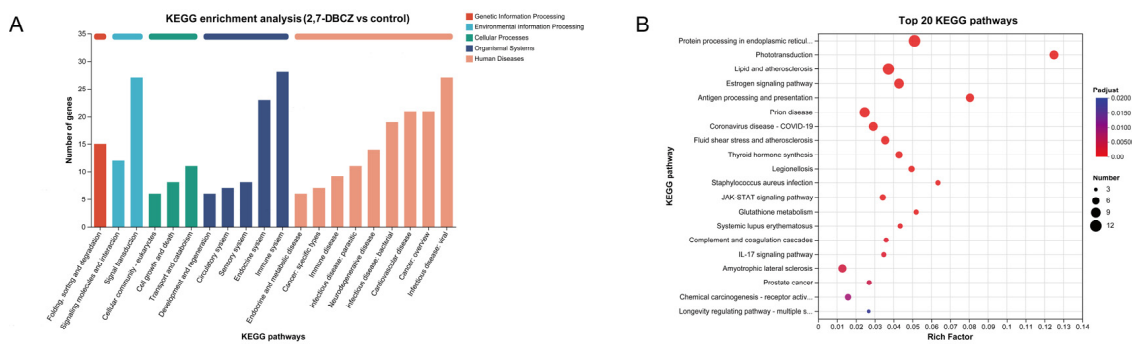 A
KEGG enrichment analysis (2,7-DBCZ vs control)
Genetic Information Processing
Environmental Information Processing
Cellular Processes
Organismal Systems
Human Diseases
Number of genes
35
30
25
20
15
10
5
0
Folding, sorting and degradation
Signaling molecules and interaction
Signal transduction
Cellular community - eukaryotes
Cell growth and death
Transport and catabolism
Development and regeneration
Circulatory system
Sensory system
Endocrine system
Immune system
Endocrine and metabolic disease
Cancer: specific types
Immune disease
Infectious disease: parasitic
Neurodegenerative disease
Infectious disease: bacterial
Cardiovascular disease
Cancer: overview
Infectious disease: viral
KEGG pathways
B
Top 20 KEGG pathways
KEGG pathway
Protein processing in endoplasmic reticul...
Phototransduction
Lipid and atherosclerosis
Estrogen signaling pathway
Antigen processing and presentation
Prion disease
Coronavirus disease - COVID-19
Fluid shear stress and atherosclerosis
Thyroid hormone synthesis
Legionellosis
Staphylococcus aureus infection
JAK-STAT signaling pathway
Glutathione metabolism
Systemic lupus erythematosus
Complement and coagulation cascades
IL-17 signaling pathway
Amyotrophic lateral sclerosis
Prostate cancer
Chemical carcinogenesis - receptor activ...
Longevity regulating pathway - multiple s...
0 0.01 0.02 0.03 0.04 0.05 0.06 0.07 0.08 0.09 0.10 0.11 0.12 0.13 0.14
Rich Factor
Padjust
0.0200
0.0150
0.0100
0.00500
0.00
Number
3
6
9
12